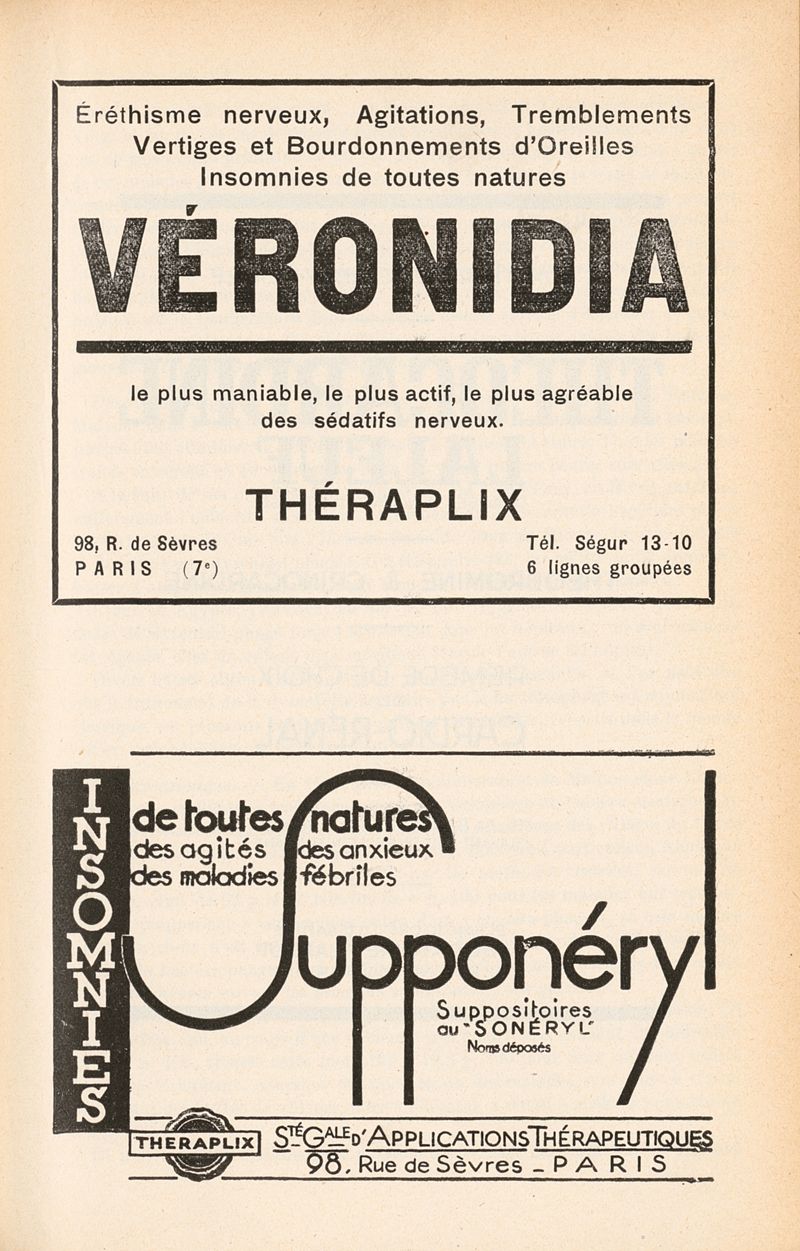 Éréthisme nerveux, Agitations, Tremblements
Vertiges et Bourdonnements d'Oreilles
Insomnies de toutes natures
VÉRONIDIA
le plus maniable, le plus actif, le plus agréable
des sédatifs nerveux.
THÉRAPLIX
98, R. de Sèvres
PARIS (7e)
Tél. Ségur 13-10
6 lignes groupées
INSOMNIES
de toutes natures
des agités des anxieux
des maladies fébriles
Supponéryl
Suppositoires
au "SONÉRYL"
Noms déposés
THERAPLIX
STÉ GALE D'APPLICATIONS THÉRAPEUTIQUES
98, Rue de Sèvres - PARIS